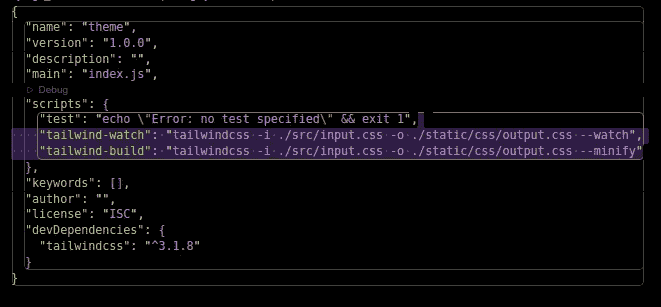 {
"name": "theme",
"version": "1.0.0",
"description": "",
"main": "index.js",
Debug
"scripts": {
"test": "echo \"Error: no test specified\" && exit 1",
"tailwind-watch": "tailwindcss -i ./src/input.css -o ./static/css/output.css --watch",
"tailwind-build": "tailwindcss -i ./src/input.css -o ./static/css/output.css --minify"
},
"keywords": [],
"author": "",
"license": "ISC",
"devDependencies": {
"tailwindcss": "^3.1.8"
}
}